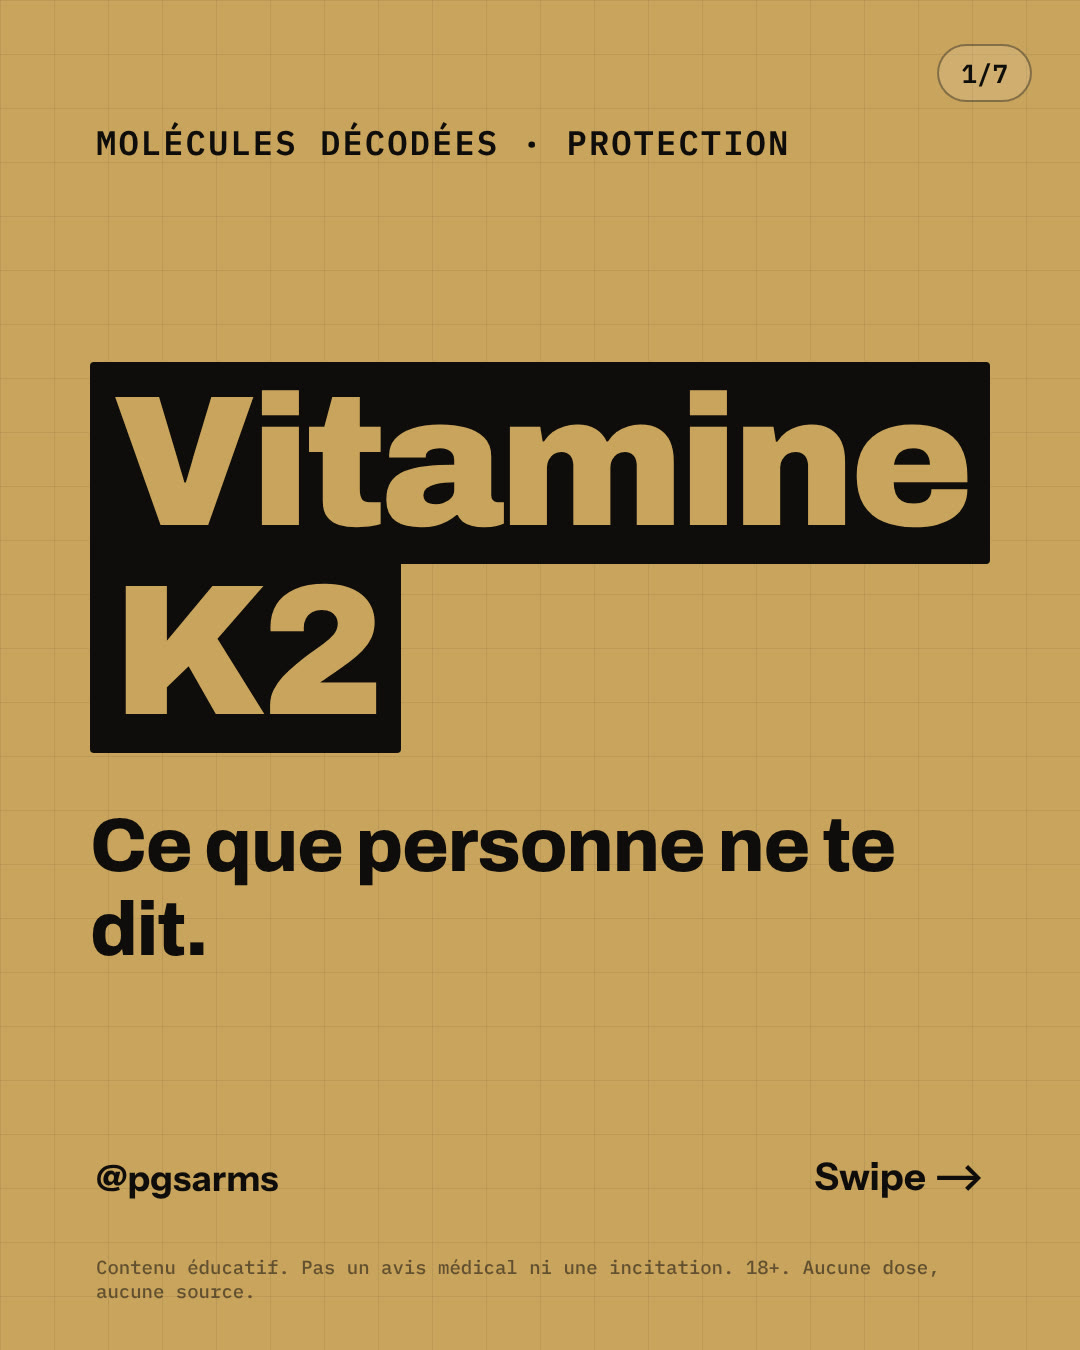 1/7
MOLÉCULES DÉCODÉES · PROTECTION
Vitamine
K2
Ce que personne ne te
dit.
@pgsarms
Swipe →
Contenu éducatif. Pas un avis médical ni une incitation. 18+. Aucune dose,
aucune source.